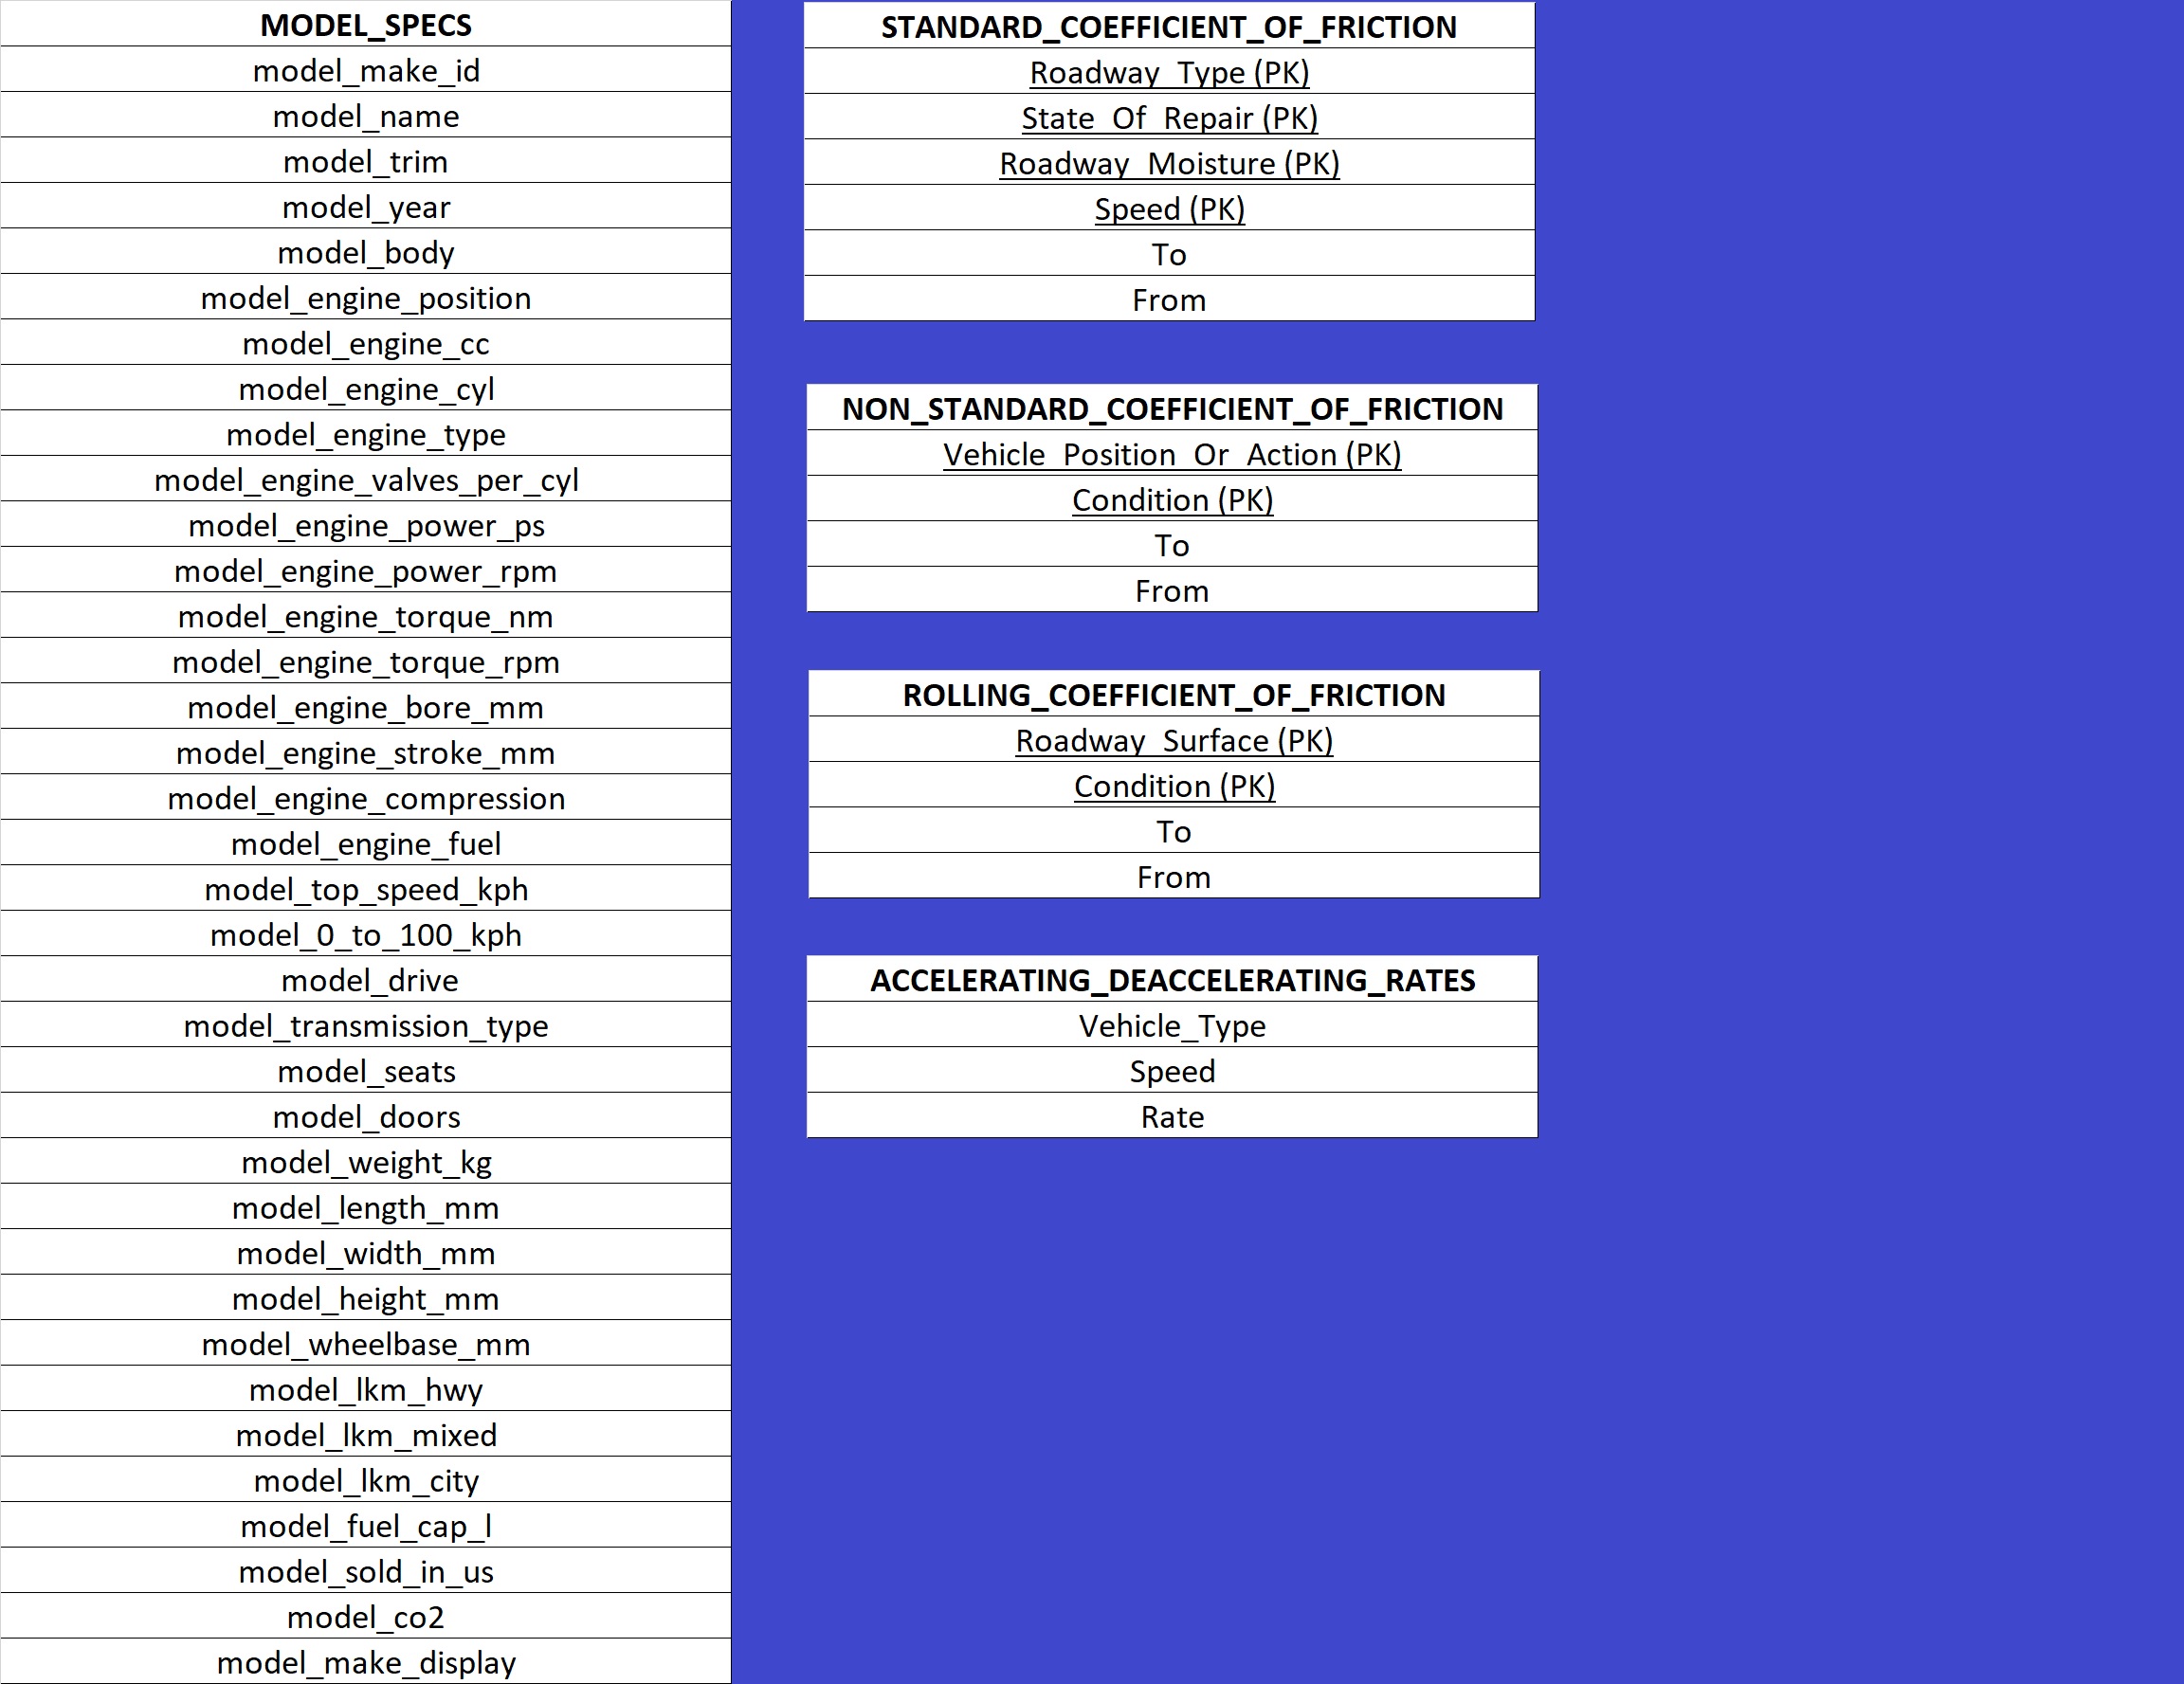 MODEL_SPECS
model_make_id
model_name
model_trim
model_year
model_body
model_engine_position
model_engine_cc
model_engine_cyl
model_engine_type
model_engine_valves_per_cyl
model_engine_power_ps
model_engine_power_rpm
model_engine_torque_nm
model_engine_torque_rpm
model_engine_bore_mm
model_engine_stroke_mm
model_engine_compression
model_engine_fuel
model_top_speed_kph
model_0_to_100_kph
model_drive
model_transmission_type
model_seats
model_doors
model_weight_kg
model_length_mm
model_width_mm
model_height_mm
model_wheelbase_mm
model_lkm_hwy
model_lkm_mixed
model_lkm_city
model_fuel_cap_l
model_sold_in_us
model_co2
model_make_display
STANDARD_COEFFICIENT_OF_FRICTION
Roadway_Type (PK)
State_Of_Repair (PK)
Roadway_Moisture (PK)
Speed (PK)
To
From
NON_STANDARD_COEFFICIENT_OF_FRICTION
Vehicle_Position_Or_Action (PK)
Condition (PK)
To
From
ROLLING_COEFFICIENT_OF_FRICTION
Roadway_Surface (PK)
Condition (PK)
To
From
ACCELERATING_DEACCELERATING_RATES
Vehicle_Type
Speed
Rate